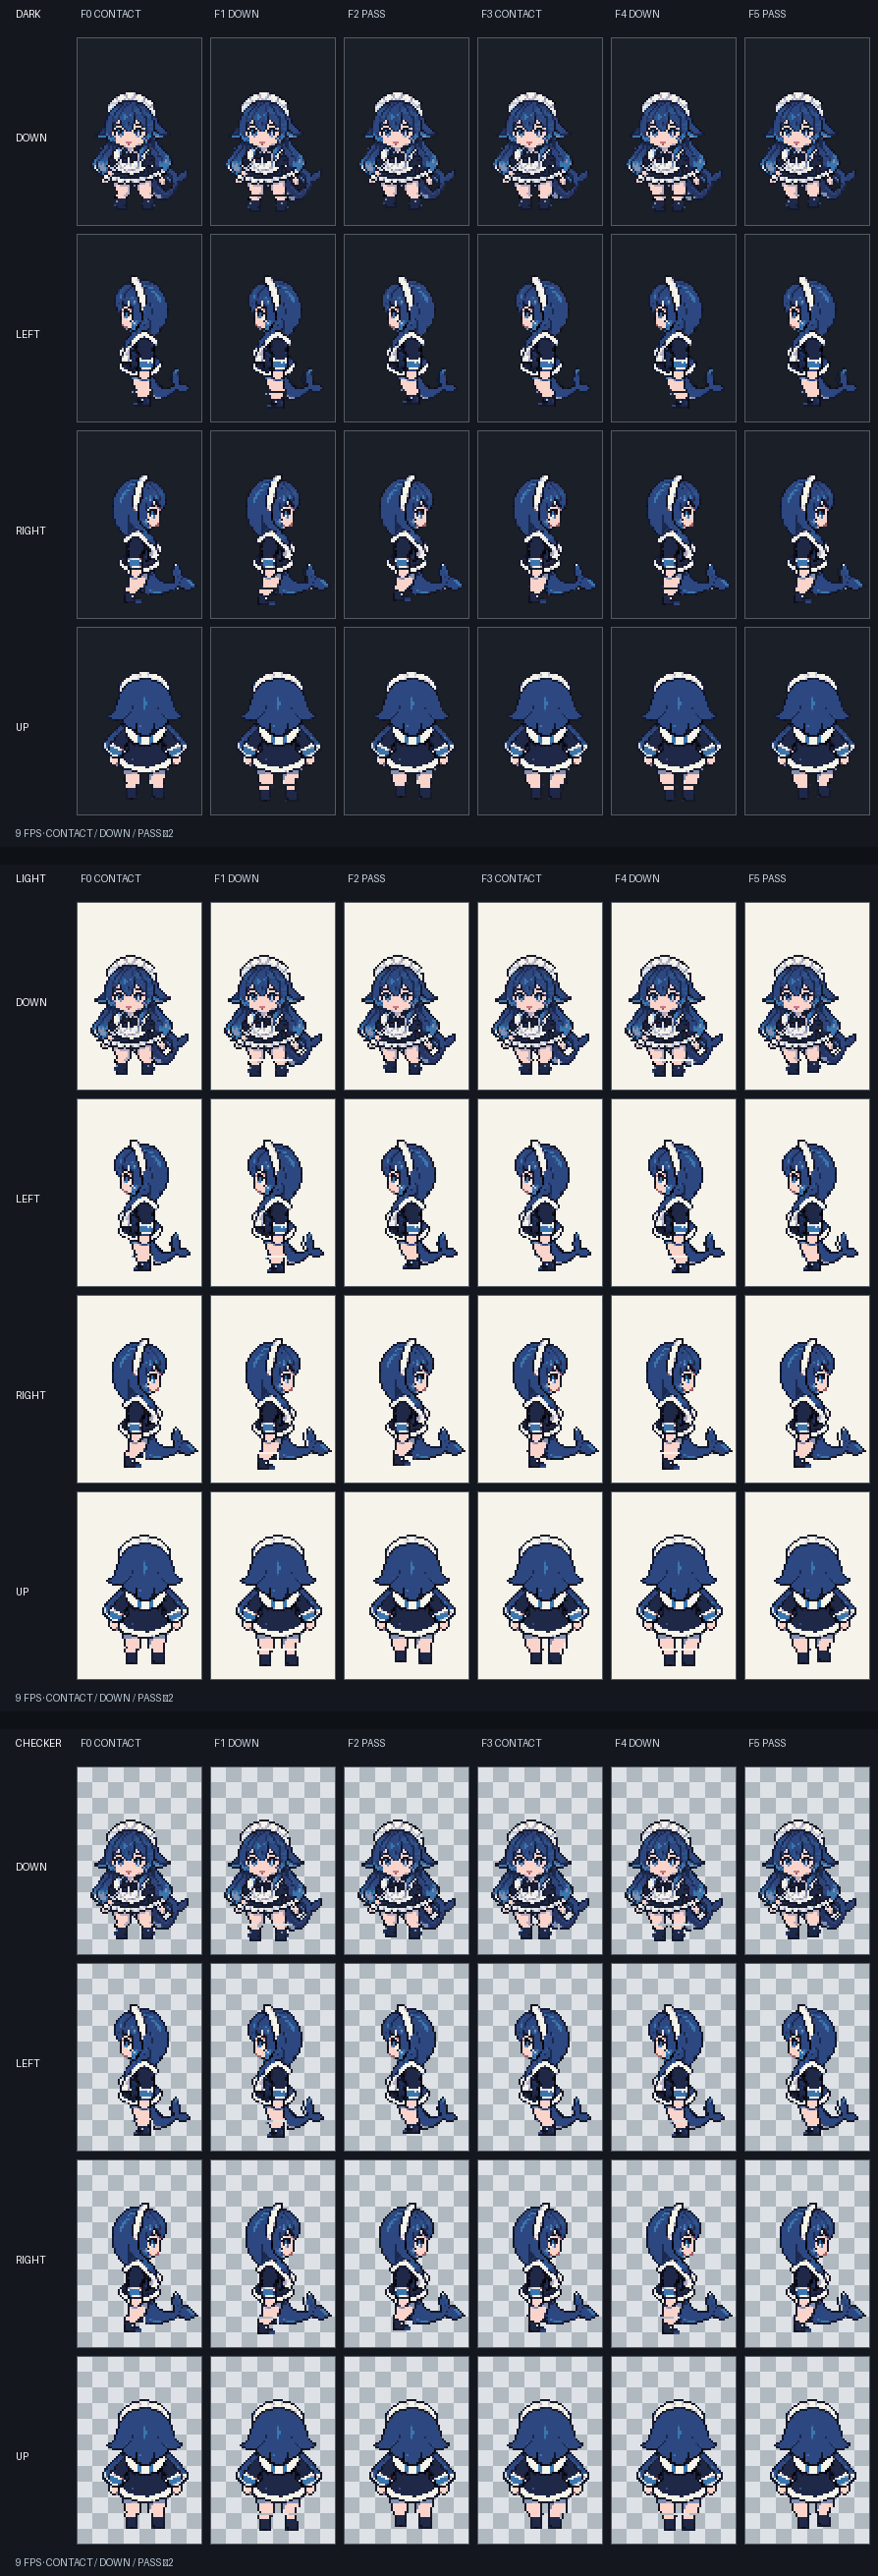 DARK F0 CONTACT F1 DOWN F2 PASS F3 CONTACT F4 DOWN F5 PASS
DOWN
LEFT
RIGHT
UP
9 FPS · CONTACT / DOWN / PASS 2
LIGHT F0 CONTACT F1 DOWN F2 PASS F3 CONTACT F4 DOWN F5 PASS
DOWN
LEFT
RIGHT
UP
9 FPS · CONTACT / DOWN / PASS 2
CHECKER F0 CONTACT F1 DOWN F2 PASS F3 CONTACT F4 DOWN F5 PASS
DOWN
LEFT
RIGHT
UP
9 FPS · CONTACT / DOWN / PASS 2